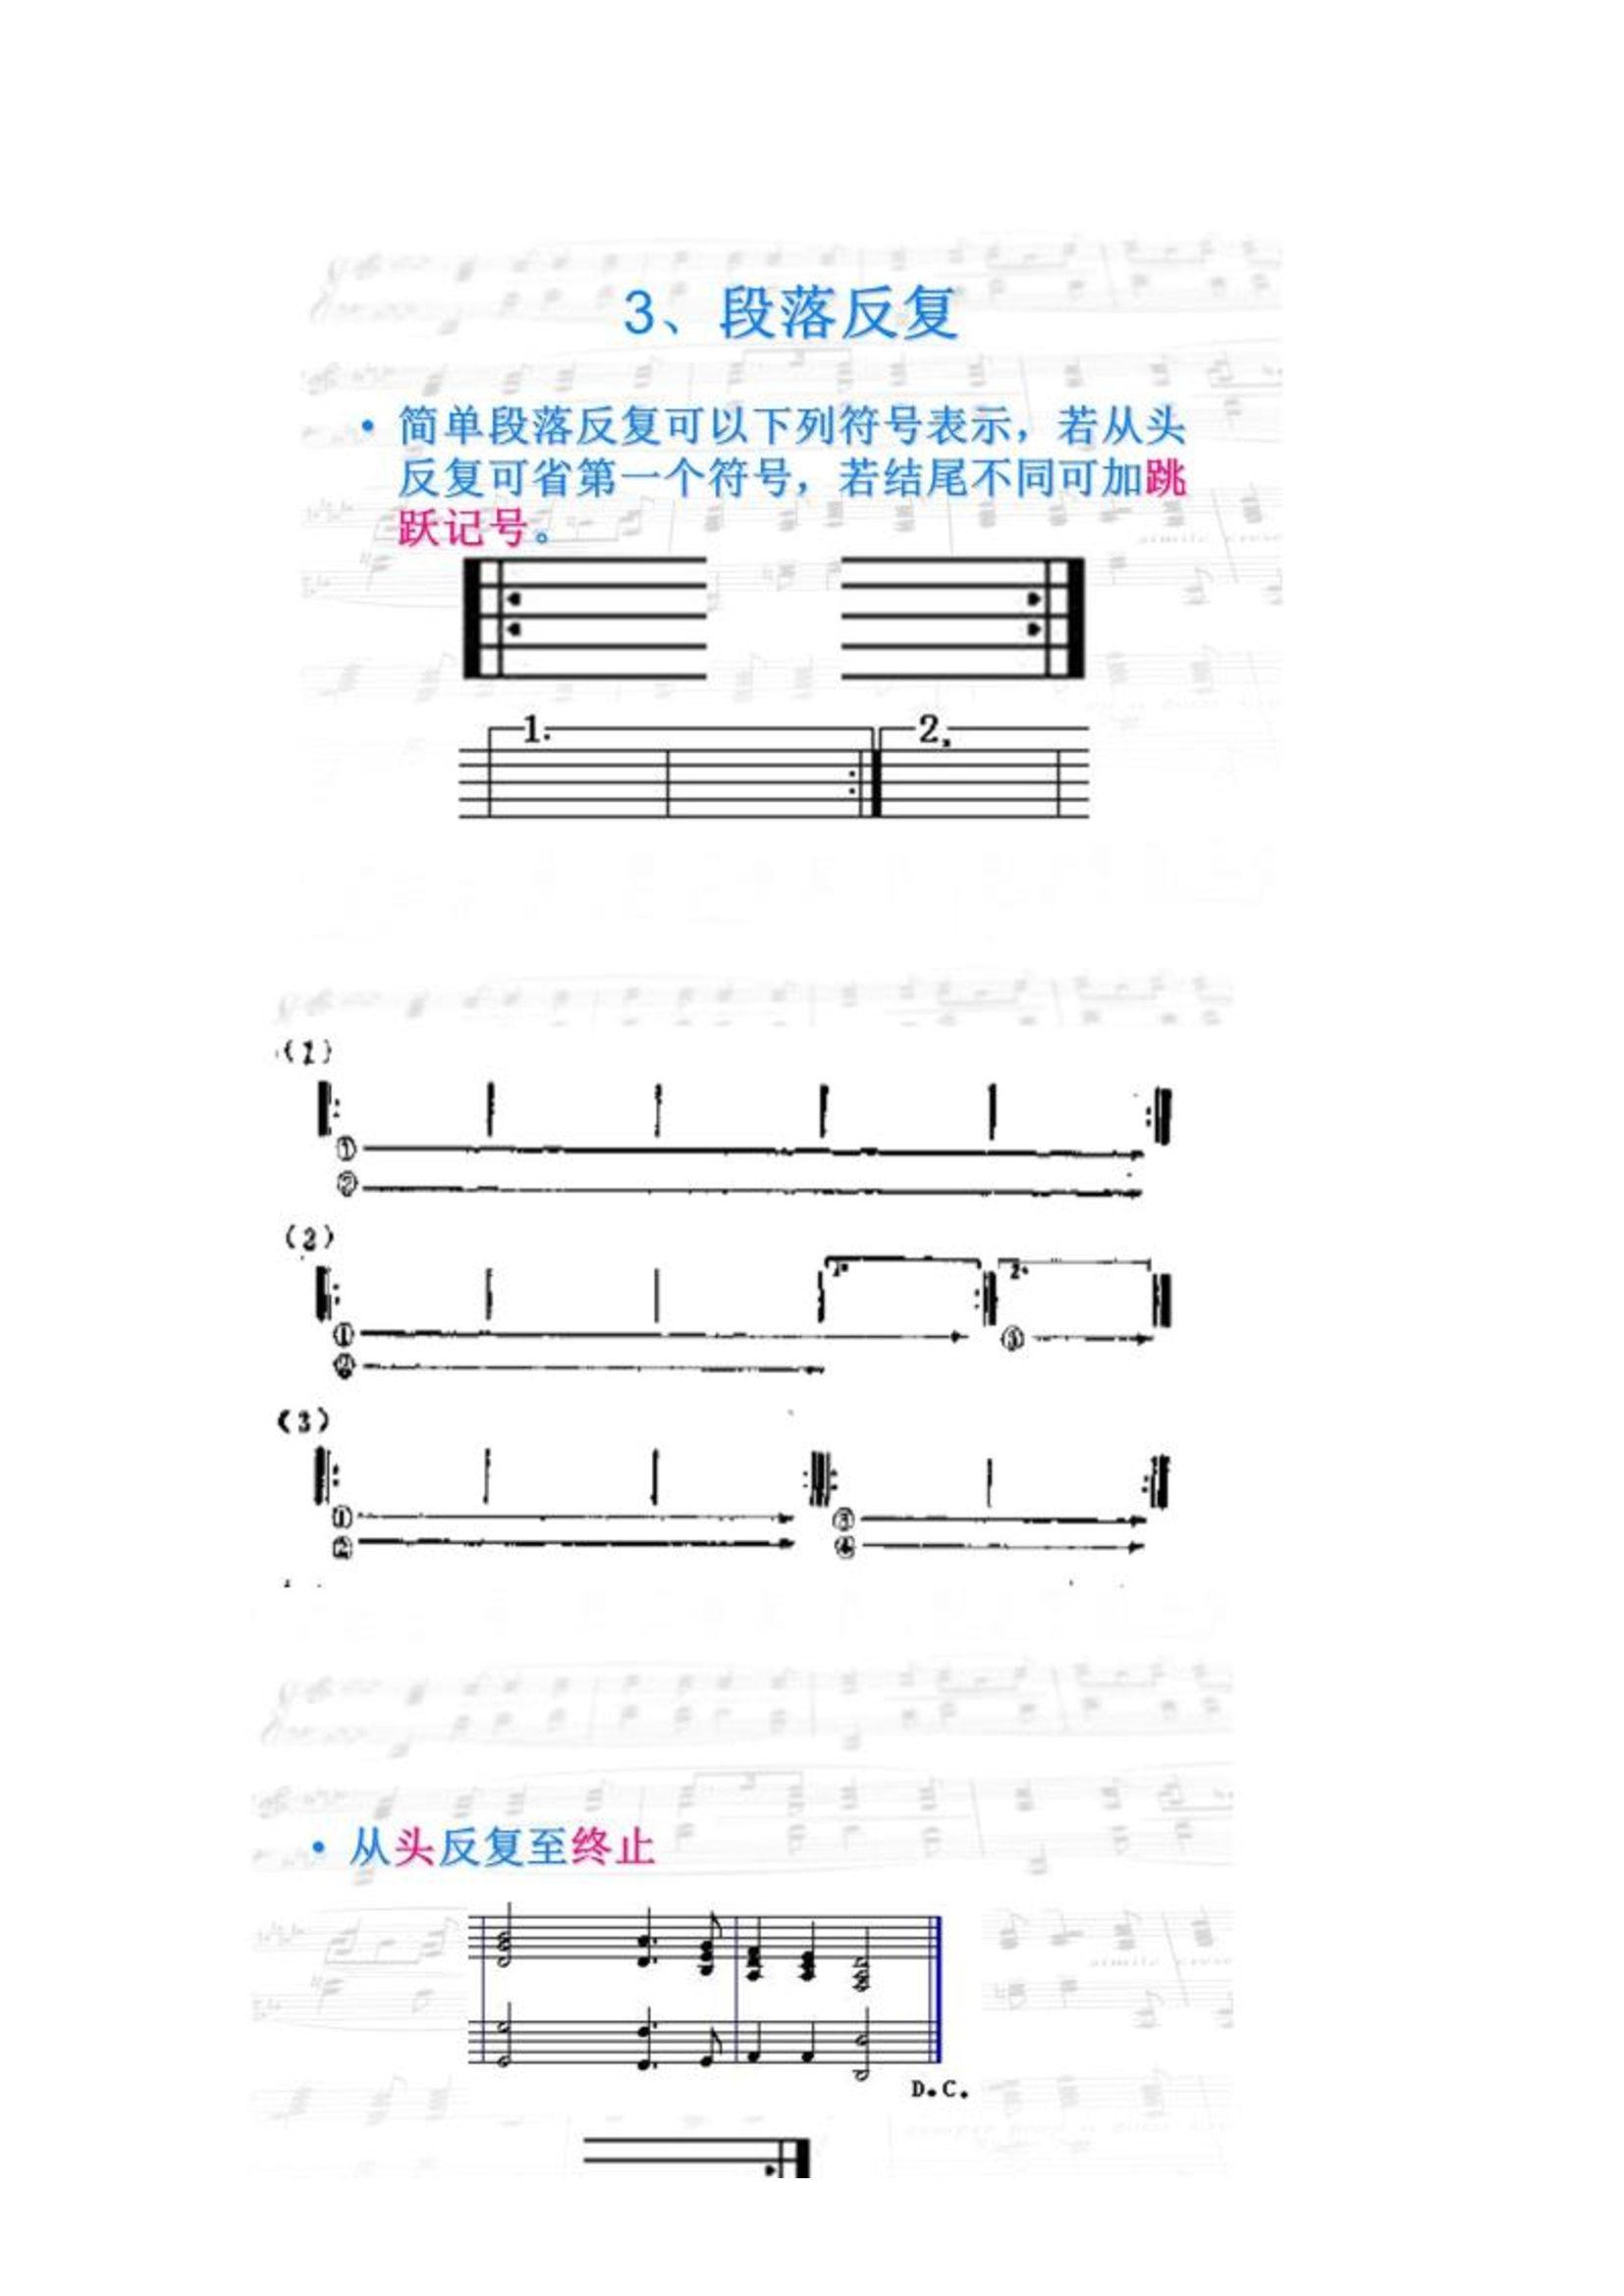 3、段落反复
• 简单段落反复可以下列符号表示，若从头
反复可省第一个符号，若结尾不同可加跳
跃记号。
1.
2,
(1)
①
②
(2)
1.
2.
①
③
②
(3)
①
③
②
④
• 从头反复至终止
D.C.